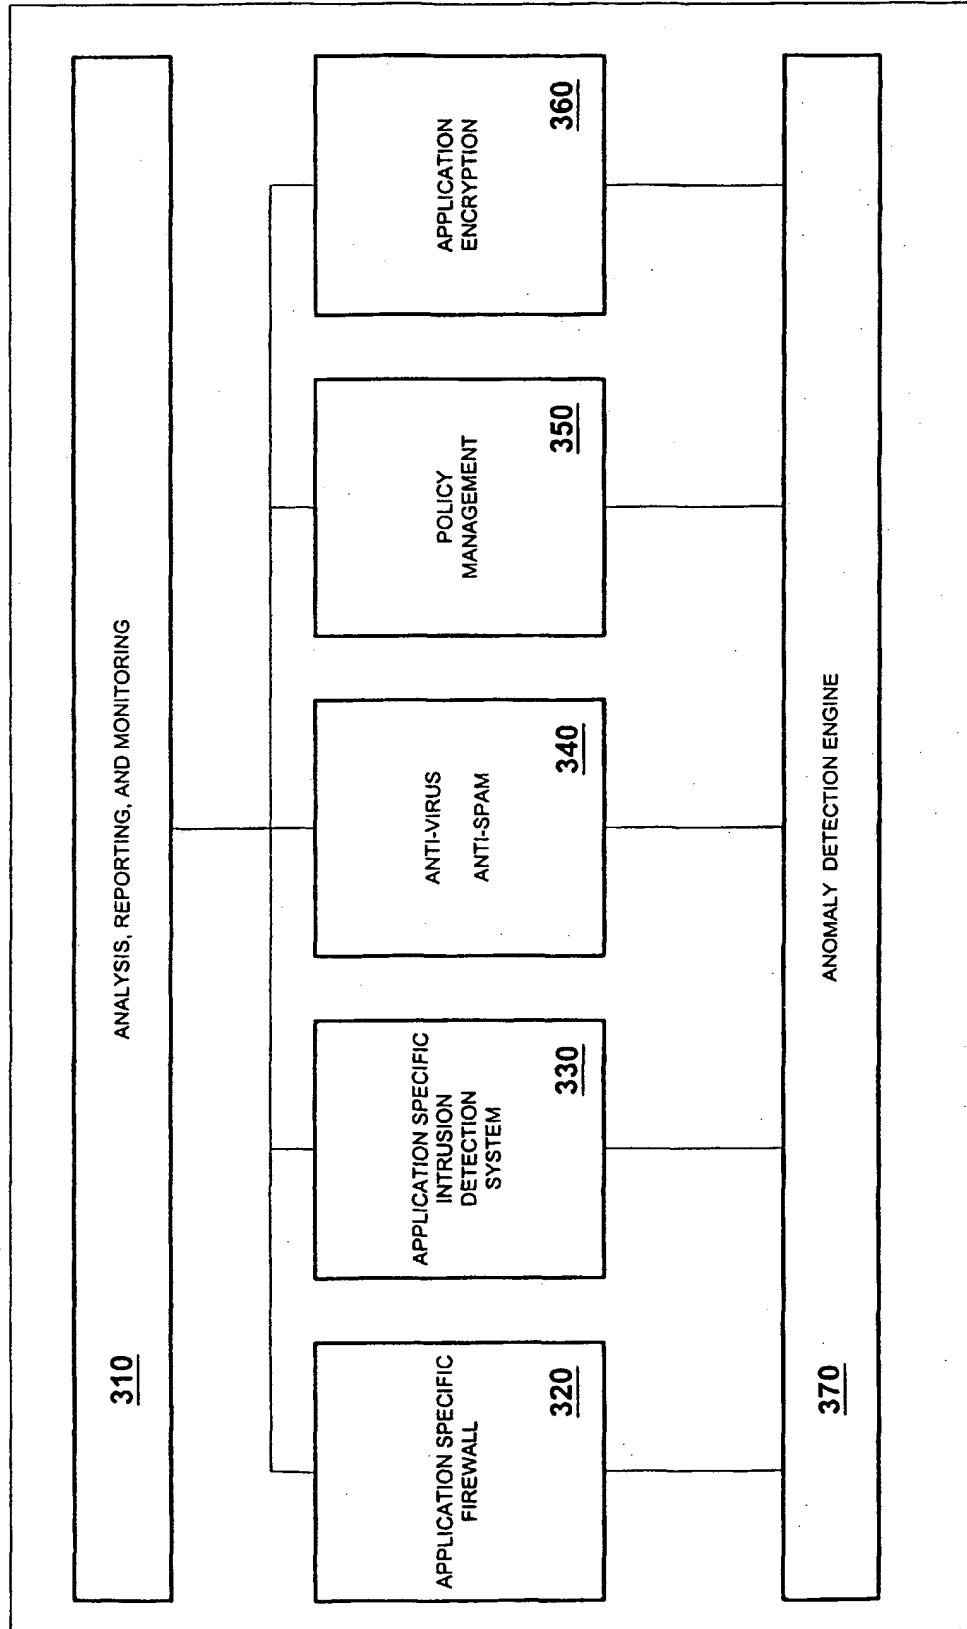 ANALYSIS, REPORTING, AND MONITORING
310
APPLICATION SPECIFIC
FIREWALL
320
APPLICATION SPECIFIC
INTRUSION
DETECTION
SYSTEM
330
ANTI-VIRUS
ANTI-SPAM
340
POLICY
MANAGEMENT
350
APPLICATION
ENCRYPTION
360
ANOMALY DETECTION ENGINE
370